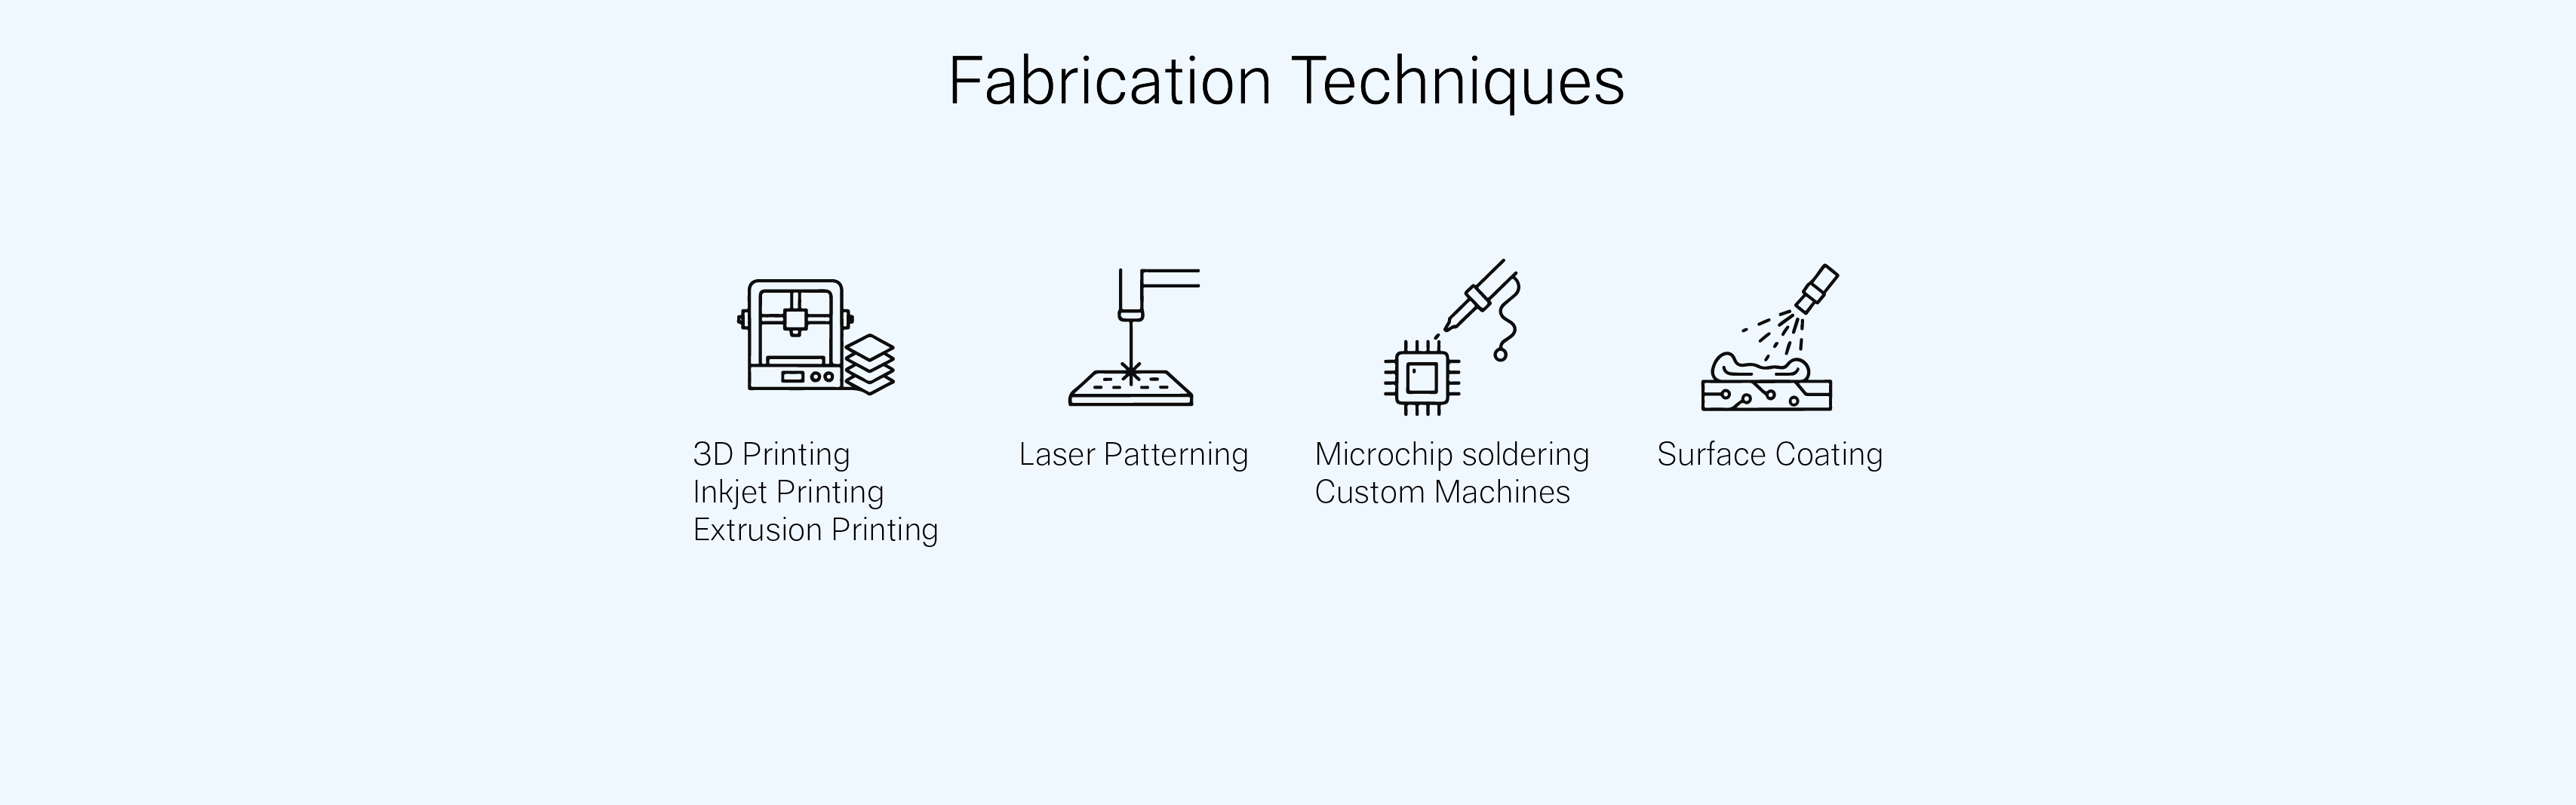 Fabrication Techniques
3D Printing
Inkjet Printing
Extrusion Printing
Laser Patterning
Microchip soldering
Custom Machines
Surface Coating